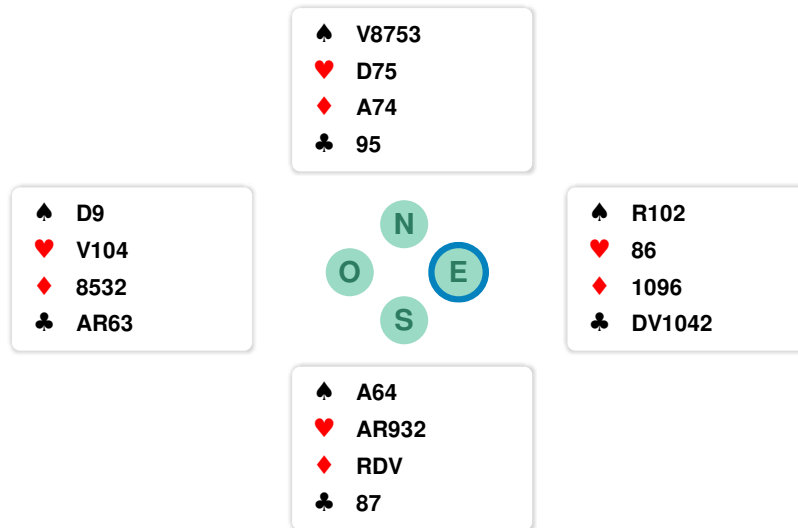 ♠ V8753
♥ D75
♦ A74
♣ 95
♠ D9
♥ V104
♦ 8532
♣ AR63
N
O E
S
♠ R102
♥ 86
♦ 1096
♣ DV1042
♠ A64
♥ AR932
♦ RDV
♣ 87